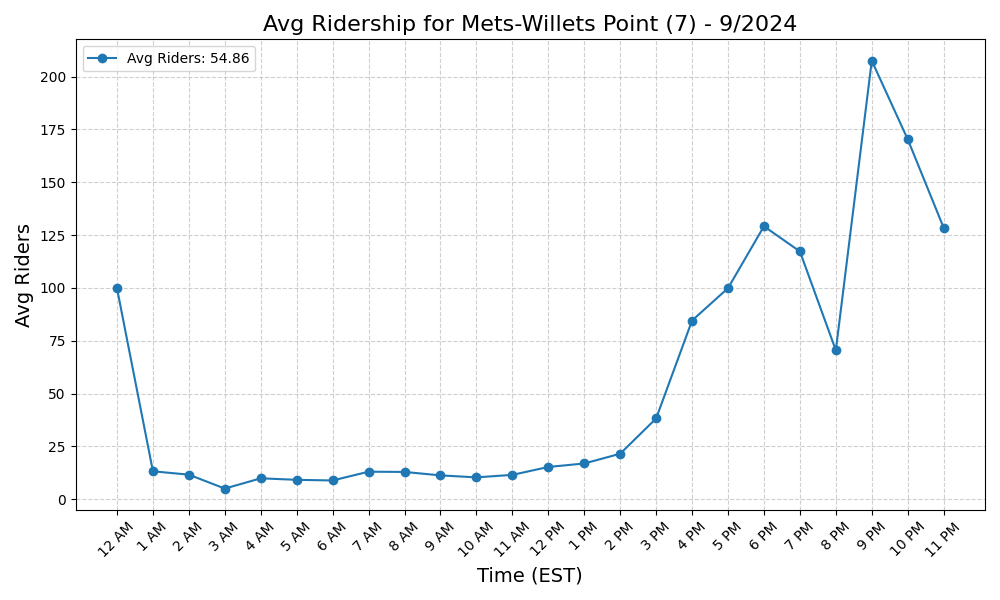 Avg Ridership for Mets-Willets Point (7) - 9/2024
Avg Riders: 54.86
Avg Riders
200
175
150
125
100
75
50
25
0
12 AM
1 AM
2 AM
3 AM
4 AM
5 AM
6 AM
7 AM
8 AM
9 AM
10 AM
11 AM
12 PM
1 PM
2 PM
3 PM
4 PM
5 PM
6 PM
7 PM
8 PM
9 PM
10 PM
11 PM
Time (EST)